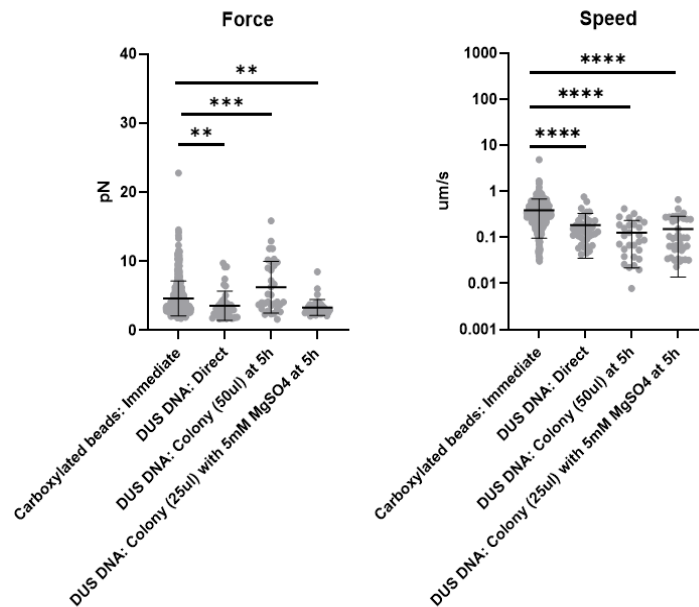 Force
40
30
20
10
0
pN
**
***
**
Carboxylated beads: Immediate
DUS DNA: Direct
DUS DNA: Colony (50ul) at 5h
DUS DNA: Colony (25ul) with 5mM MgSO4 at 5h
Speed
1000
100
10
1
0.1
0.01
0.001
um/s
****
****
****
Carboxylated beads: Immediate
DUS DNA: Direct
DUS DNA: Colony (50ul) at 5h
DUS DNA: Colony (25ul) with 5mM MgSO4 at 5h